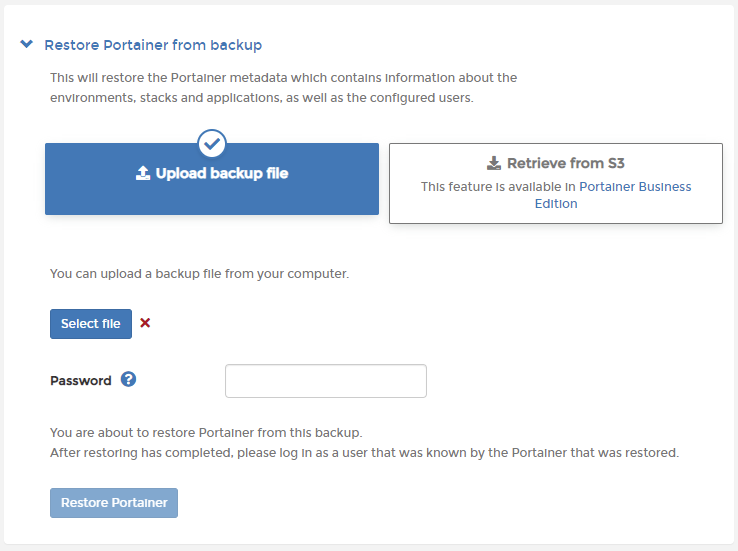 Restore Portainer from backup
This will restore the Portainer metadata which contains information about the
environments, stacks and applications, as well as the configured users.
Upload backup file
Retrieve from S3
This feature is available in Portainer Business
Edition
You can upload a backup file from your computer.
Select file
Password
You are about to restore Portainer from this backup.
After restoring has completed, please log in as a user that was known by the Portainer that was restored.
Restore Portainer